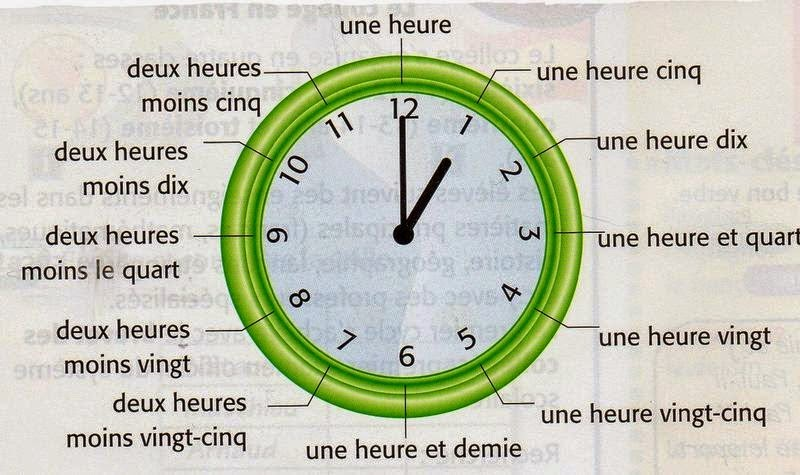 une heure
une heure cinq
une heure dix
une heure et quart
une heure vingt
une heure vingt-cinq
une heure et demie
deux heures
moins vingt-cinq
deux heures
moins vingt
deux heures
moins le quart
deux heures
moins dix
deux heures
moins cinq
12
1
2
3
4
5
6
7
8
9
10
11